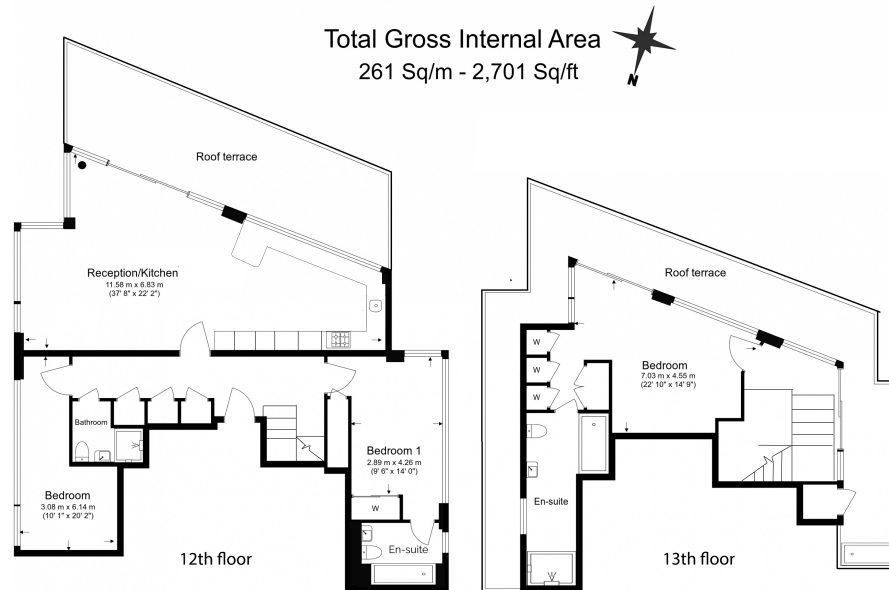 Total Gross Internal Area
261 Sq/m - 2,701 Sq/ft
N
Roof terrace
Reception/Kitchen
11.58 m x 6.83 m
(37' 8" x 22' 2")
Bathroom
Bedroom
3.08 m x 6.14 m
(10' 1" x 20' 2")
Bedroom 1
2.89 m x 4.26 m
(9' 6" x 14' 0")
W
En-suite
12th floor
Roof terrace
Bedroom
7.03 m x 4.55 m
(22' 10" x 14' 9")
W
W
W
En-suite
13th floor